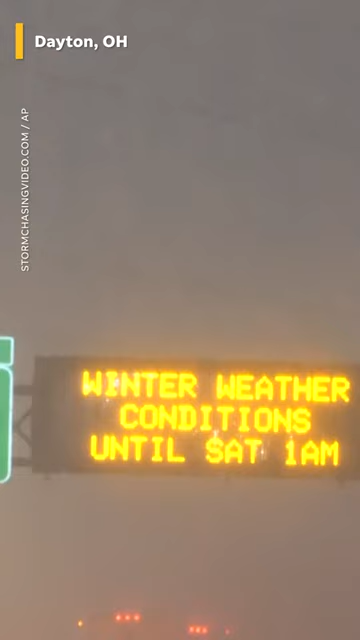 Dayton, OH
STORMCHASINGVIDEO.COM / AP
WINTER WEATHER
CONDITIONS
UNTIL SAT 1AM